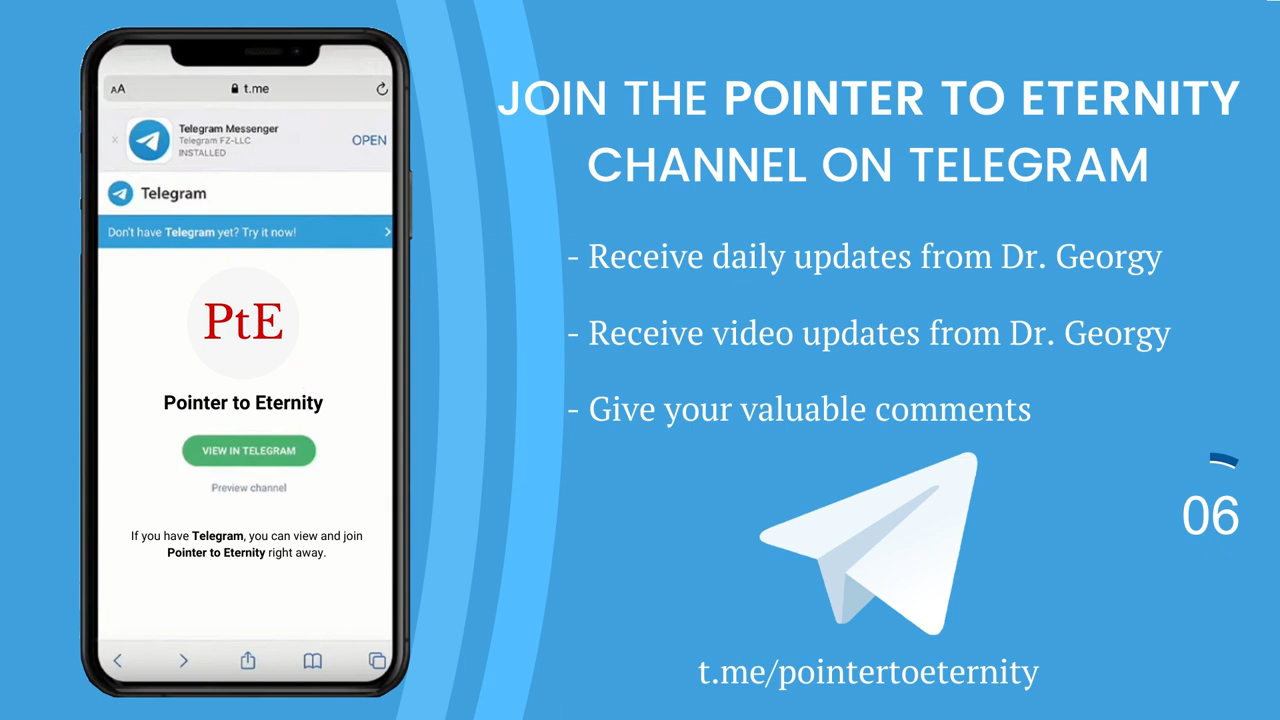 AA
t.me
x
Telegram Messenger
Telegram FZ-LLC
INSTALLED
OPEN
Telegram
Don't have Telegram yet? Try it now!
PtE
Pointer to Eternity
VIEW IN TELEGRAM
Preview channel
If you have Telegram, you can view and join
Pointer to Eternity right away.
JOIN THE POINTER TO ETERNITY
CHANNEL ON TELEGRAM
- Receive daily updates from Dr. Georgy
- Receive video updates from Dr. Georgy
- Give your valuable comments
06
t.me/pointertoeternity